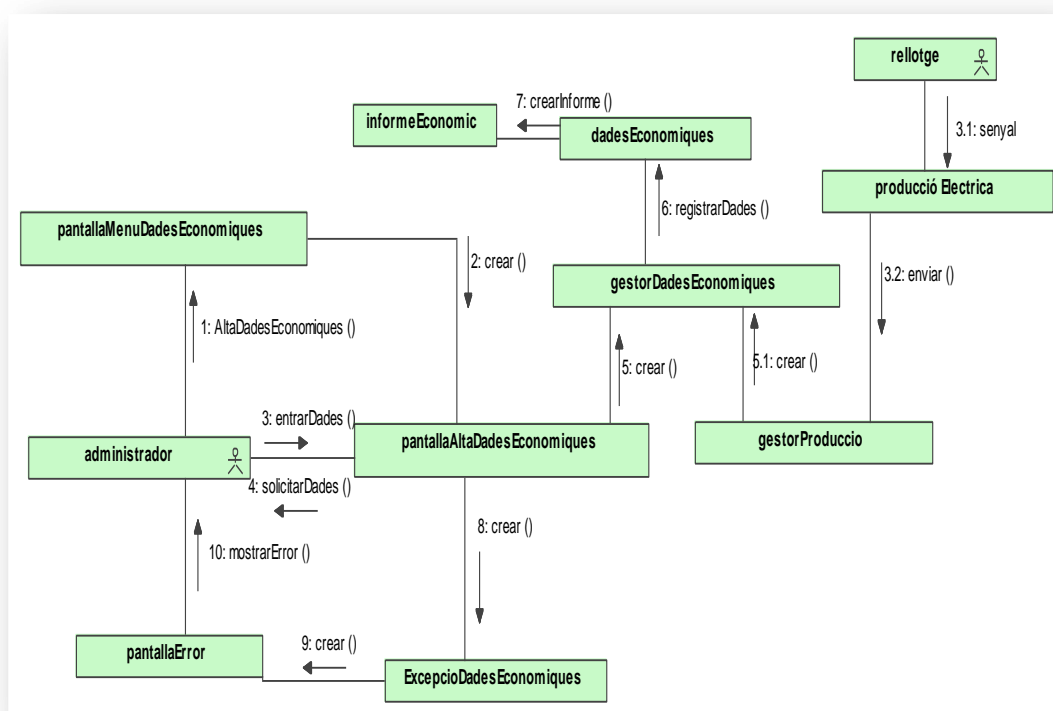 rellotge
7: crearInforme ()
informeEconomic
dadesEconomiques
3.1: senyal
producció Electrica
6: registrarDades ()
pantallaMenuDadesEconomiques
2: crear ()
gestorDadesEconomiques
3.2: enviar ()
1: AltaDadesEconomiques ()
5: crear ()
5.1: crear ()
3: entrarDades ()
pantallaAltaDadesEconomiques
gestorProduccio
administrador
4: solicitarDades ()
8: crear ()
10: mostrarError ()
9: crear ()
pantallaError
ExcepcioDadesEconomiques